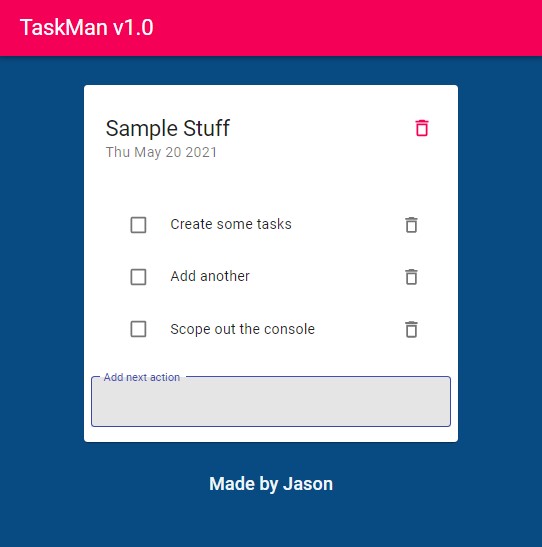 TaskMan v1.0
Sample Stuff
Thu May 20 2021
Create some tasks
Add another
Scope out the console
Add next action
Made by Jason